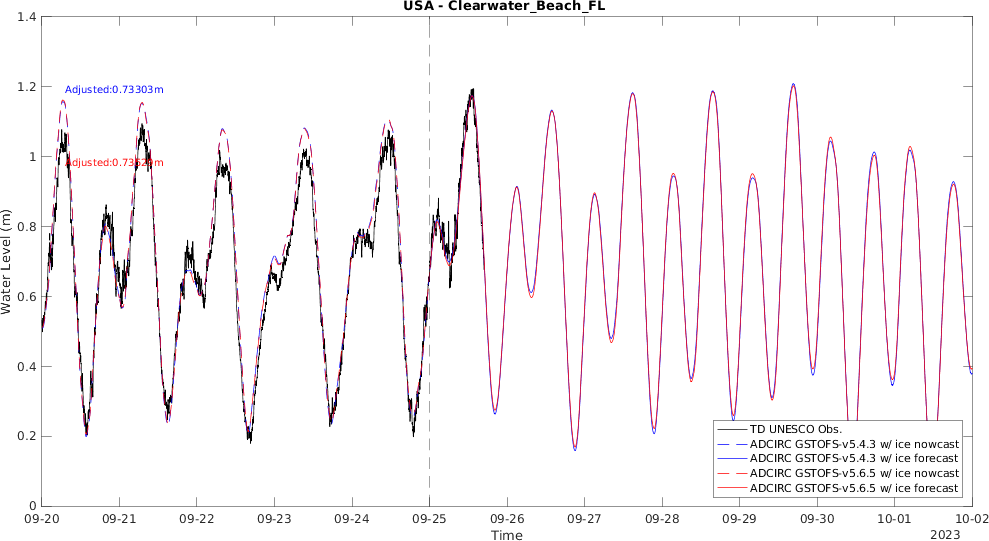 USA - Clearwater_Beach_FL
1.4
1.2
1
0.8
0.6
0.4
0.2
0
Water Level (m)
Adjusted:0.73303m
TD UNESCO Obs.
ADCIRC GSTOFS-v5.4.3 w/ ice nowcast
ADCIRC GSTOFS-v5.4.3 w/ ice forecast
ADCIRC GSTOFS-v5.6.5 w/ ice nowcast
ADCIRC GSTOFS-v5.6.5 w/ ice forecast
09-20 09-21 09-22 09-23 09-24 09-25 09-26 09-27 09-28 09-29 09-30 10-01 10-02
Time
2023